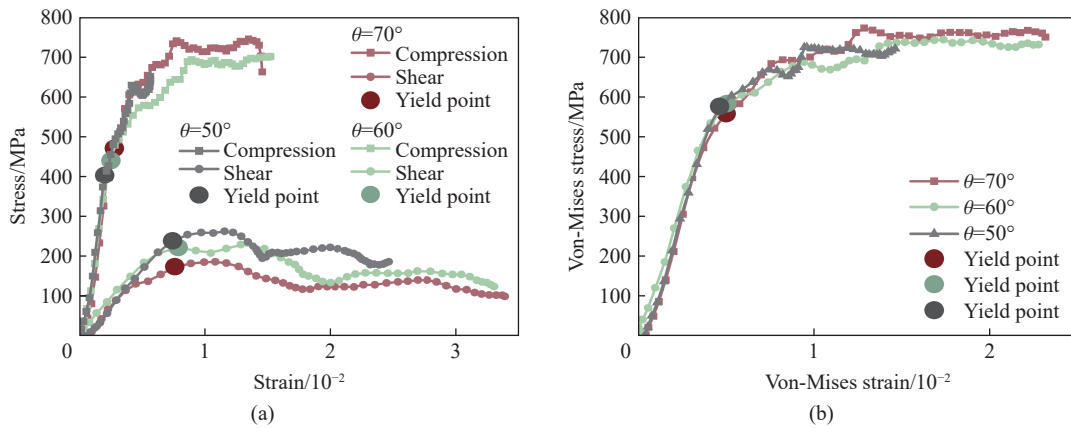 800
700
600
500
400
300
200
100
0
1
2
3
Stress/MPa
Strain/10⁻²
(a)
θ=70°
Compression
Shear
Yield point
θ=50°
Compression
Shear
Yield point
θ=60°
Compression
Shear
Yield point
800
700
600
500
400
300
200
100
0
1
2
Von-Mises stress/MPa
Von-Mises strain/10⁻²
(b)
θ=70°
θ=60°
θ=50°
Yield point
Yield point
Yield point